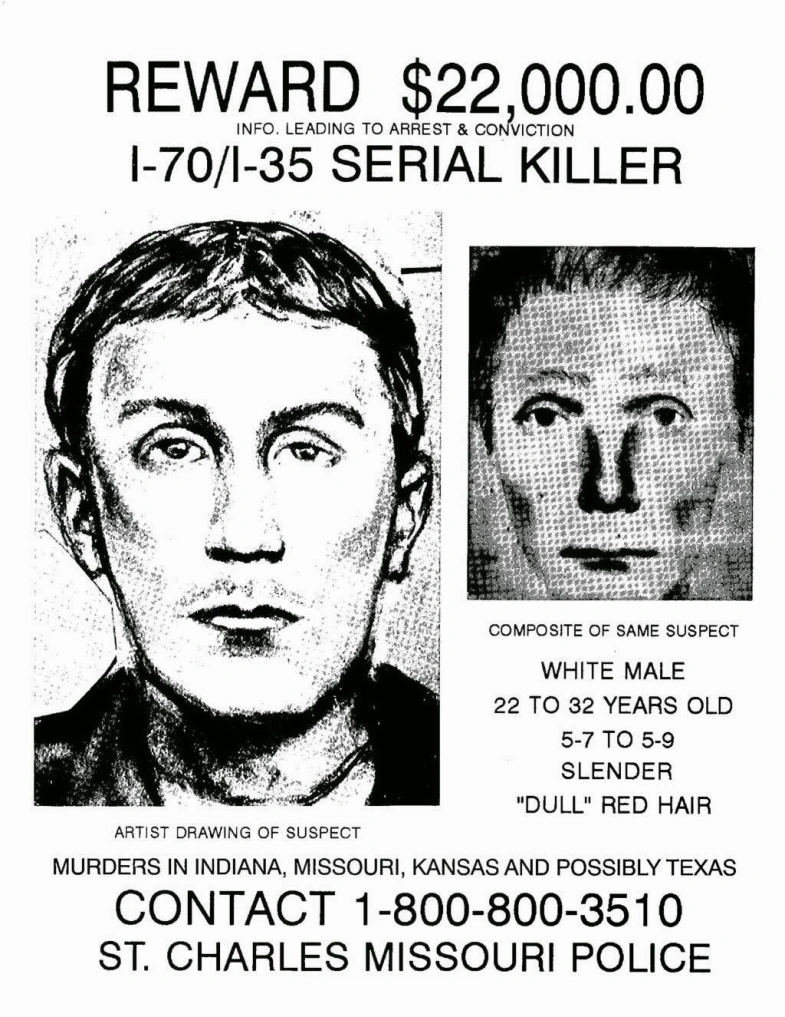 REWARD $22,000.00
INFO. LEADING TO ARREST & CONVICTION
I-70/I-35 SERIAL KILLER
COMPOSITE OF SAME SUSPECT
WHITE MALE
22 TO 32 YEARS OLD
5-7 TO 5-9
SLENDER
"DULL" RED HAIR
ARTIST DRAWING OF SUSPECT
MURDERS IN INDIANA, MISSOURI, KANSAS AND POSSIBLY TEXAS
CONTACT 1-800-800-3510
ST. CHARLES MISSOURI POLICE